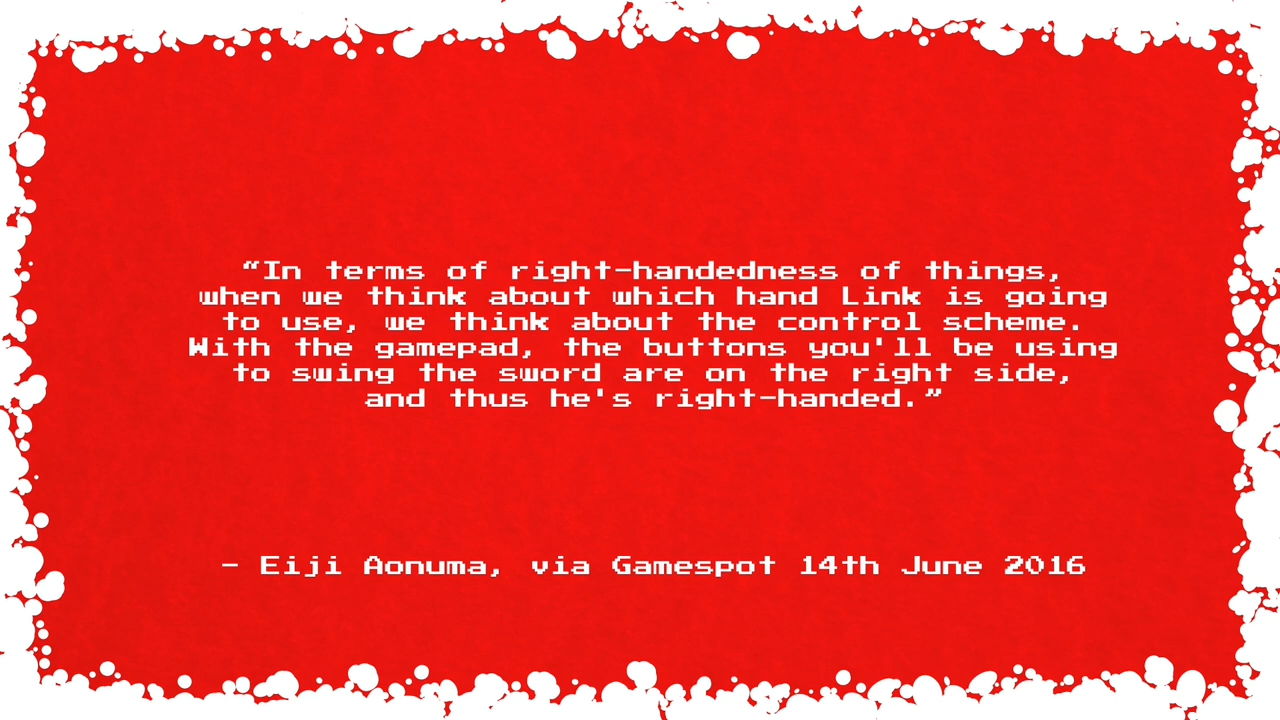 “In terms of right-handedness of things,
when we think about which hand Link is going
to use, we think about the control scheme.
With the gamepad, the buttons you'll be using
to swing the sword are on the right side,
and thus he's right-handed.”
- Eiji Aonuma, via Gamespot 14th June 2016